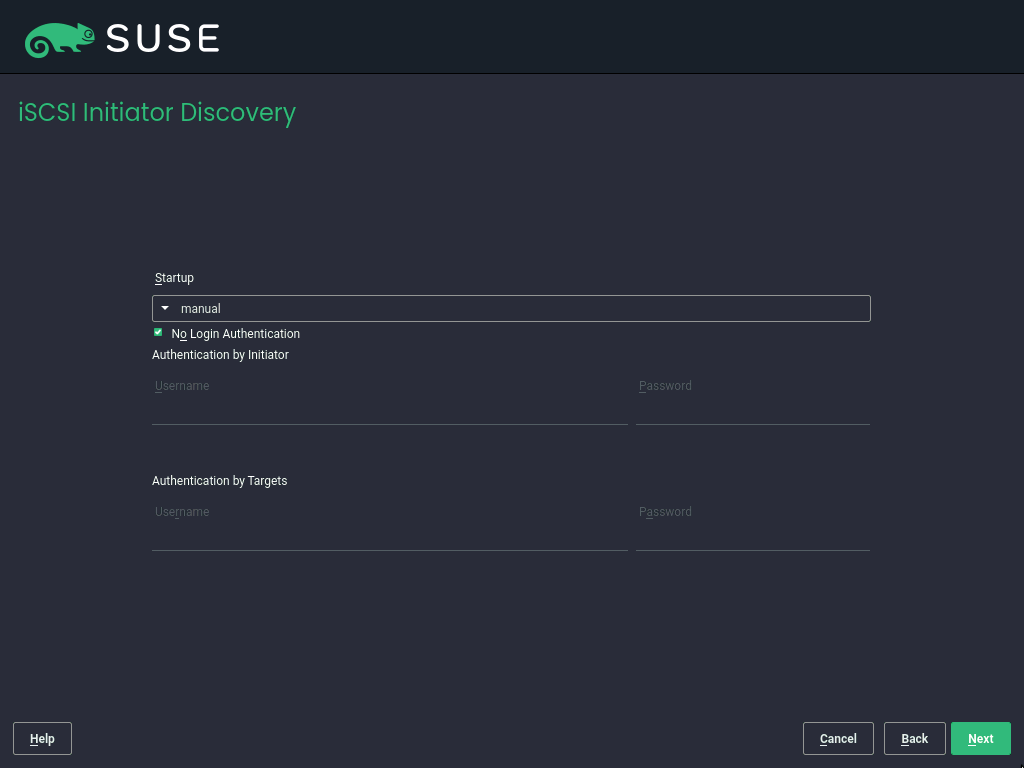 SUSE
iSCSI Initiator Discovery
Startup
manual
No Login Authentication
Authentication by Initiator
Username Password
Authentication by Targets
Username Password
Help Cancel Back Next